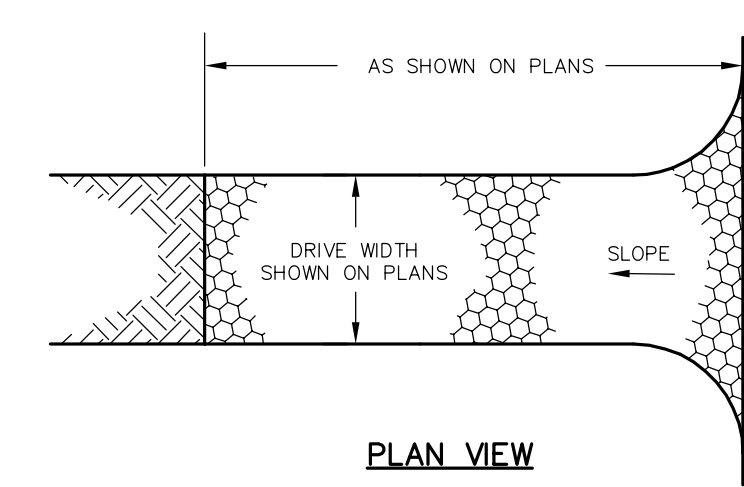 AS SHOWN ON PLANS
DRIVE WIDTH
SHOWN ON PLANS
SLOPE
PLAN VIEW